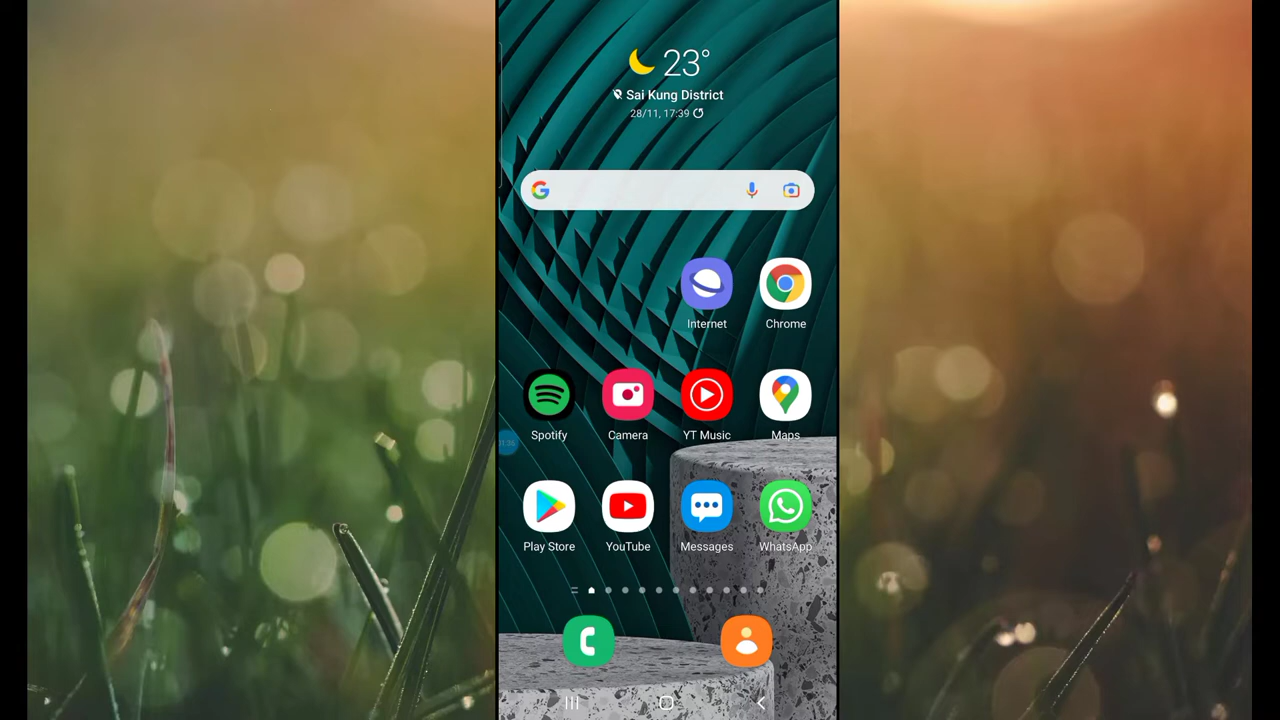 23°
Sai Kung District
28/11, 17:39
Internet
Chrome
Spotify
Camera
YT Music
Maps
Play Store
YouTube
Messages
WhatsApp